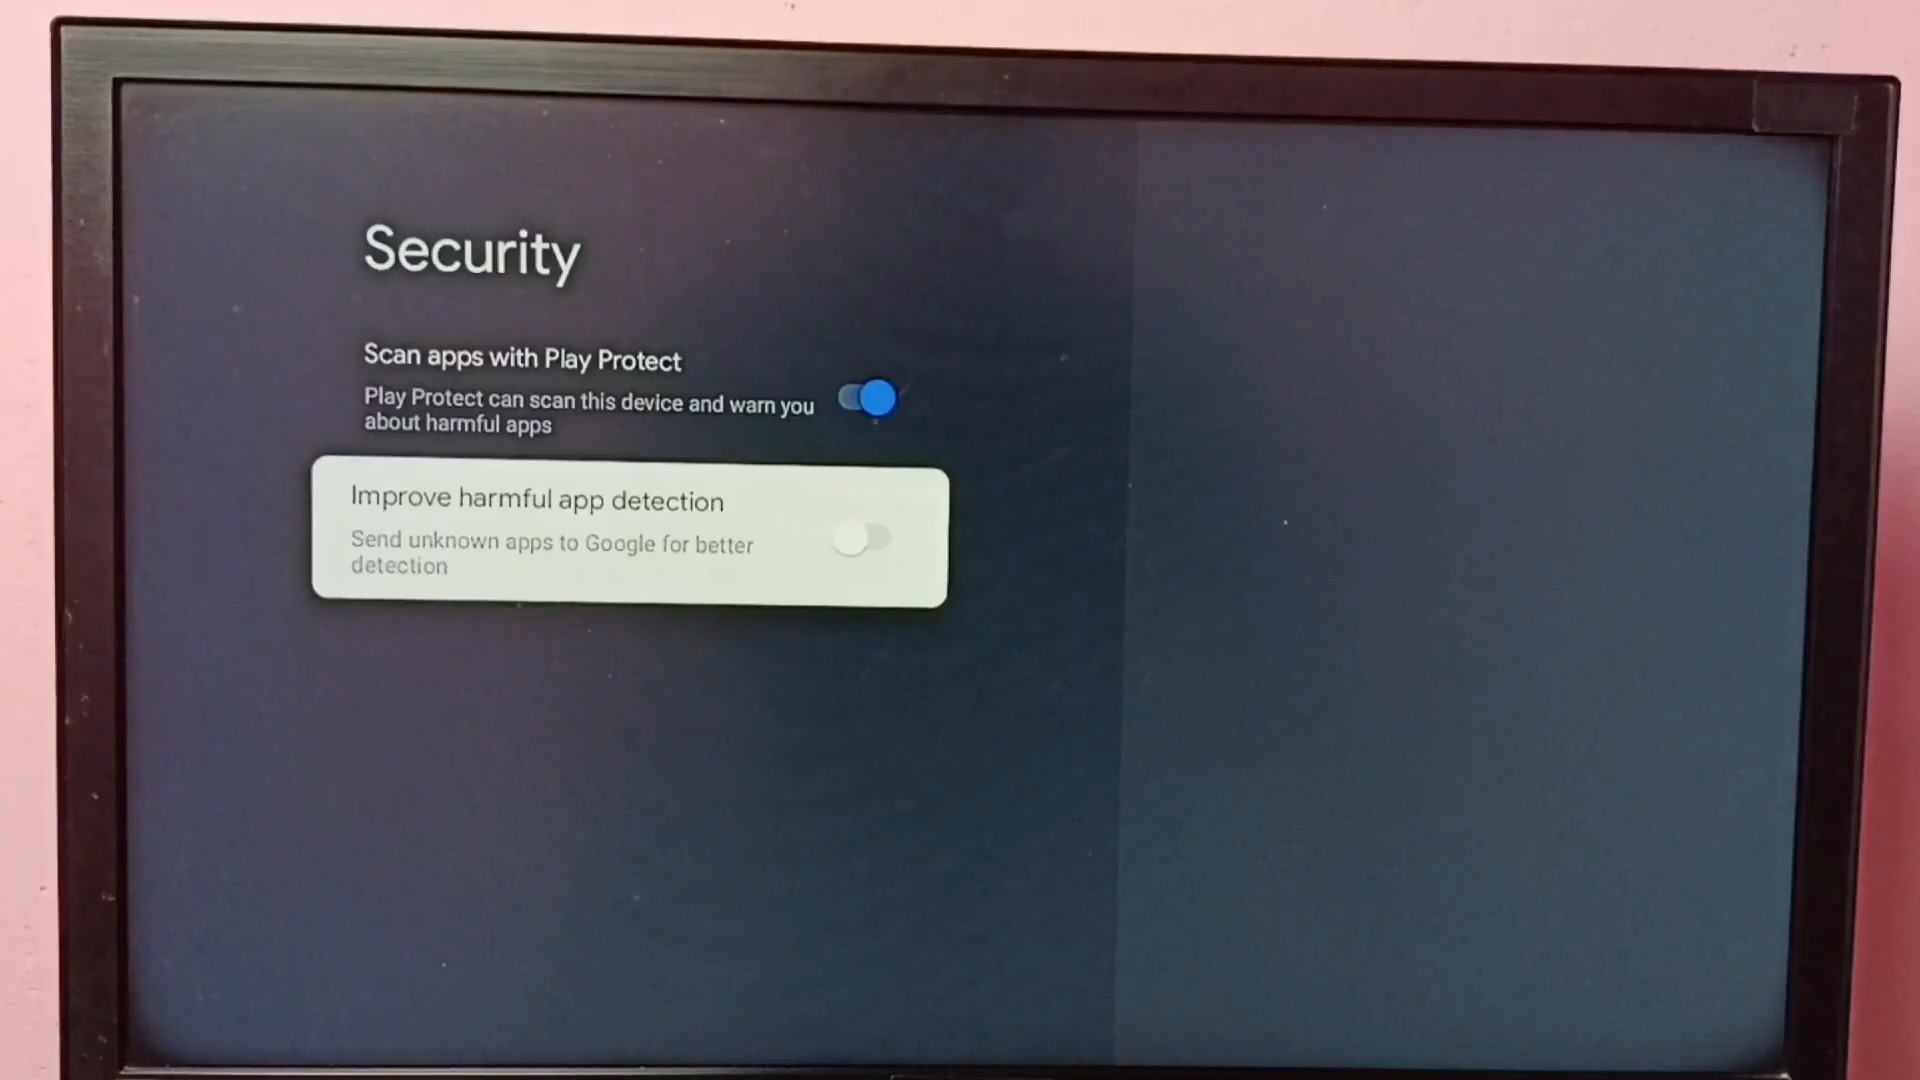 Security
Scan apps with Play Protect
Play Protect can scan this device and warn you
about harmful apps
Improve harmful app detection
Send unknown apps to Google for better
detection